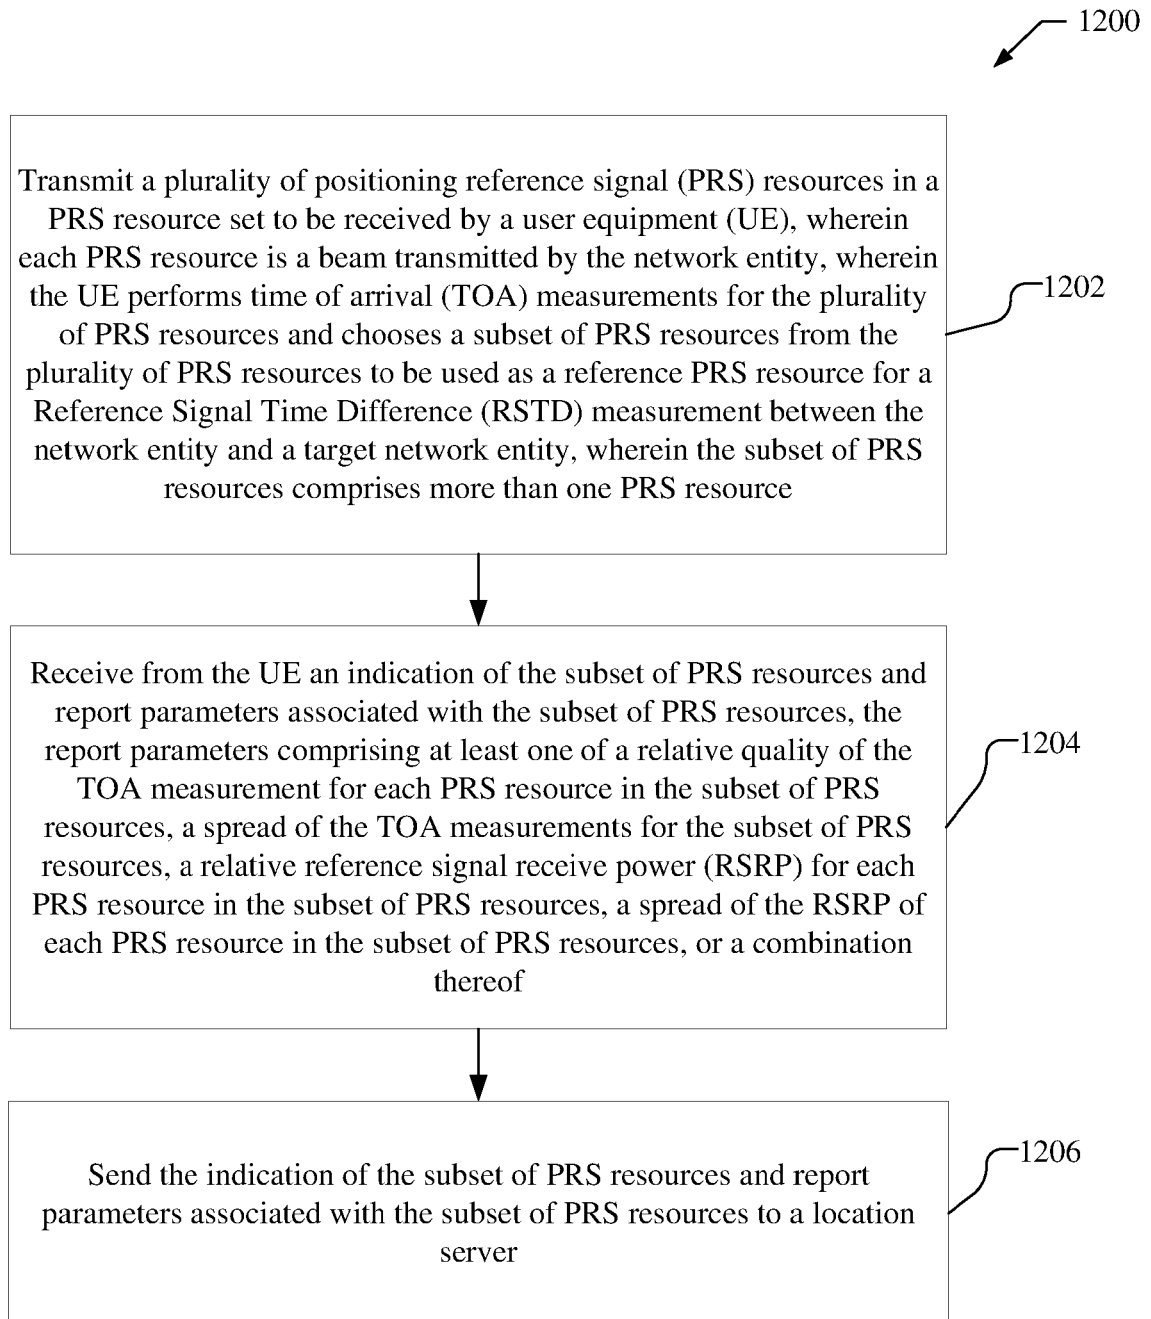 1200
Transmit a plurality of positioning reference signal (PRS) resources in a
PRS resource set to be received by a user equipment (UE), wherein
each PRS resource is a beam transmitted by the network entity, wherein
the UE performs time of arrival (TOA) measurements for the plurality
of PRS resources and chooses a subset of PRS resources from the
plurality of PRS resources to be used as a reference PRS resource for a
Reference Signal Time Difference (RSTD) measurement between the
network entity and a target network entity, wherein the subset of PRS
resources comprises more than one PRS resource
1202
Receive from the UE an indication of the subset of PRS resources and
report parameters associated with the subset of PRS resources, the
report parameters comprising at least one of a relative quality of the
TOA measurement for each PRS resource in the subset of PRS
resources, a spread of the TOA measurements for the subset of PRS
resources, a relative reference signal receive power (RSRP) for each
PRS resource in the subset of PRS resources, a spread of the RSRP of
each PRS resource in the subset of PRS resources, or a combination
thereof
1204
Send the indication of the subset of PRS resources and report
parameters associated with the subset of PRS resources to a location
server
1206